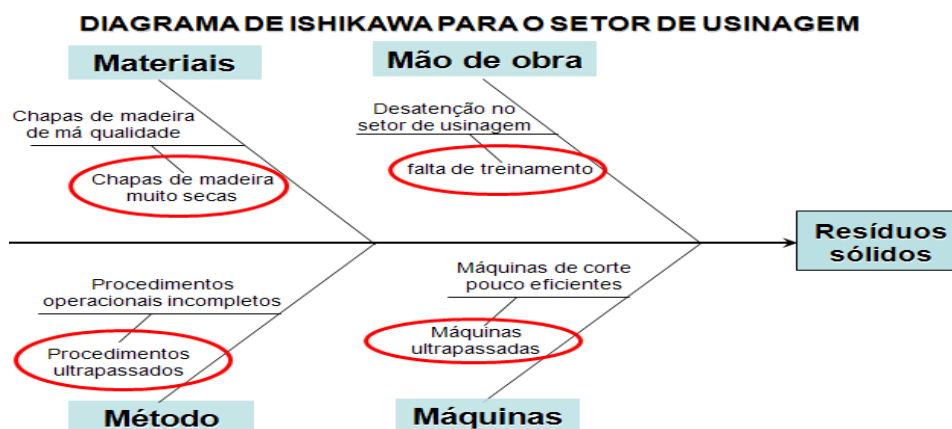 DIAGRAMA DE ISHIKAWA PARA O SETOR DE USINAGEM
Materiais
Mão de obra
Chapas de madeira
de má qualidade
Chapas de madeira
muito secas
Desatenção no
setor de usinagem
falta de treinamento
Resíduos
sólidos
Procedimentos
operacionais incompletos
Procedimentos
ultrapassados
Máquinas de corte
pouco eficientes
Máquinas
ultrapassadas
Método
Máquinas